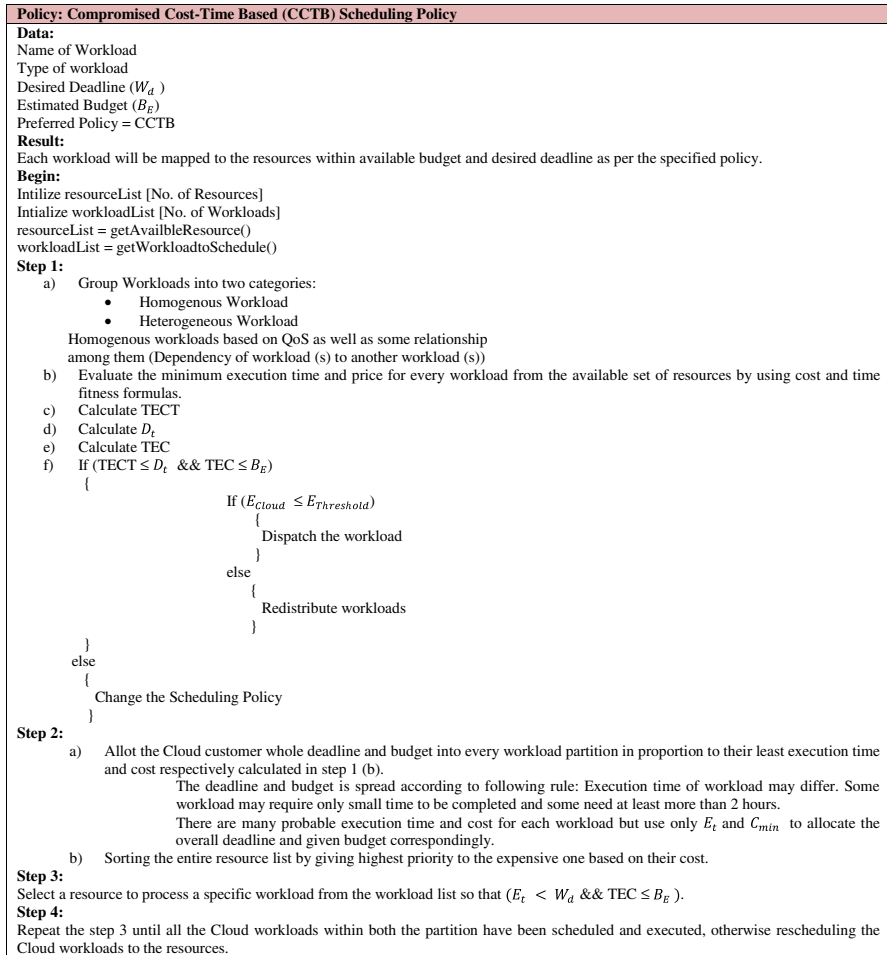 Policy: Compromised Cost-Time Based (CCTB) Scheduling Policy
Data:
Name of Workload
Type of workload
Desired Deadline (W_d )
Estimated Budget (B_E)
Preferred Policy = CCTB
Result:
Each workload will be mapped to the resources within available budget and desired deadline as per the specified policy.
Begin:
Intilize resourceList [No. of Resources]
Intialize workloadList [No. of Workloads]
resourceList = getAvailbleResource()
workloadList = getWorkloadtoSchedule()
Step 1:
a) Group Workloads into two categories:
• Homogenous Workload
• Heterogeneous Workload
Homogenous workloads based on QoS as well as some relationship
among them (Dependency of workload (s) to another workload (s))
b) Evaluate the minimum execution time and price for every workload from the available set of resources by using cost and time
fitness formulas.
c) Calculate TECT
d) Calculate D_t
e) Calculate TEC
f) If (TECT ≤ D_t && TEC ≤ B_E)
{
If (E_Cloud ≤ E_Threshold)
{
Dispatch the workload
}
else
{
Redistribute workloads
}
}
else
{
Change the Scheduling Policy
}
Step 2:
a) Allot the Cloud customer whole deadline and budget into every workload partition in proportion to their least execution time
and cost respectively calculated in step 1 (b).
The deadline and budget is spread according to following rule: Execution time of workload may differ. Some
workload may require only small time to be completed and some need at least more than 2 hours.
There are many probable execution time and cost for each workload but use only E_t and C_min to allocate the
overall deadline and given budget correspondingly.
b) Sorting the entire resource list by giving highest priority to the expensive one based on their cost.
Step 3:
Select a resource to process a specific workload from the workload list so that (E_t < W_d && TEC ≤ B_E ).
Step 4:
Repeat the step 3 until all the Cloud workloads within both the partition have been scheduled and executed, otherwise rescheduling the
Cloud workloads to the resources.